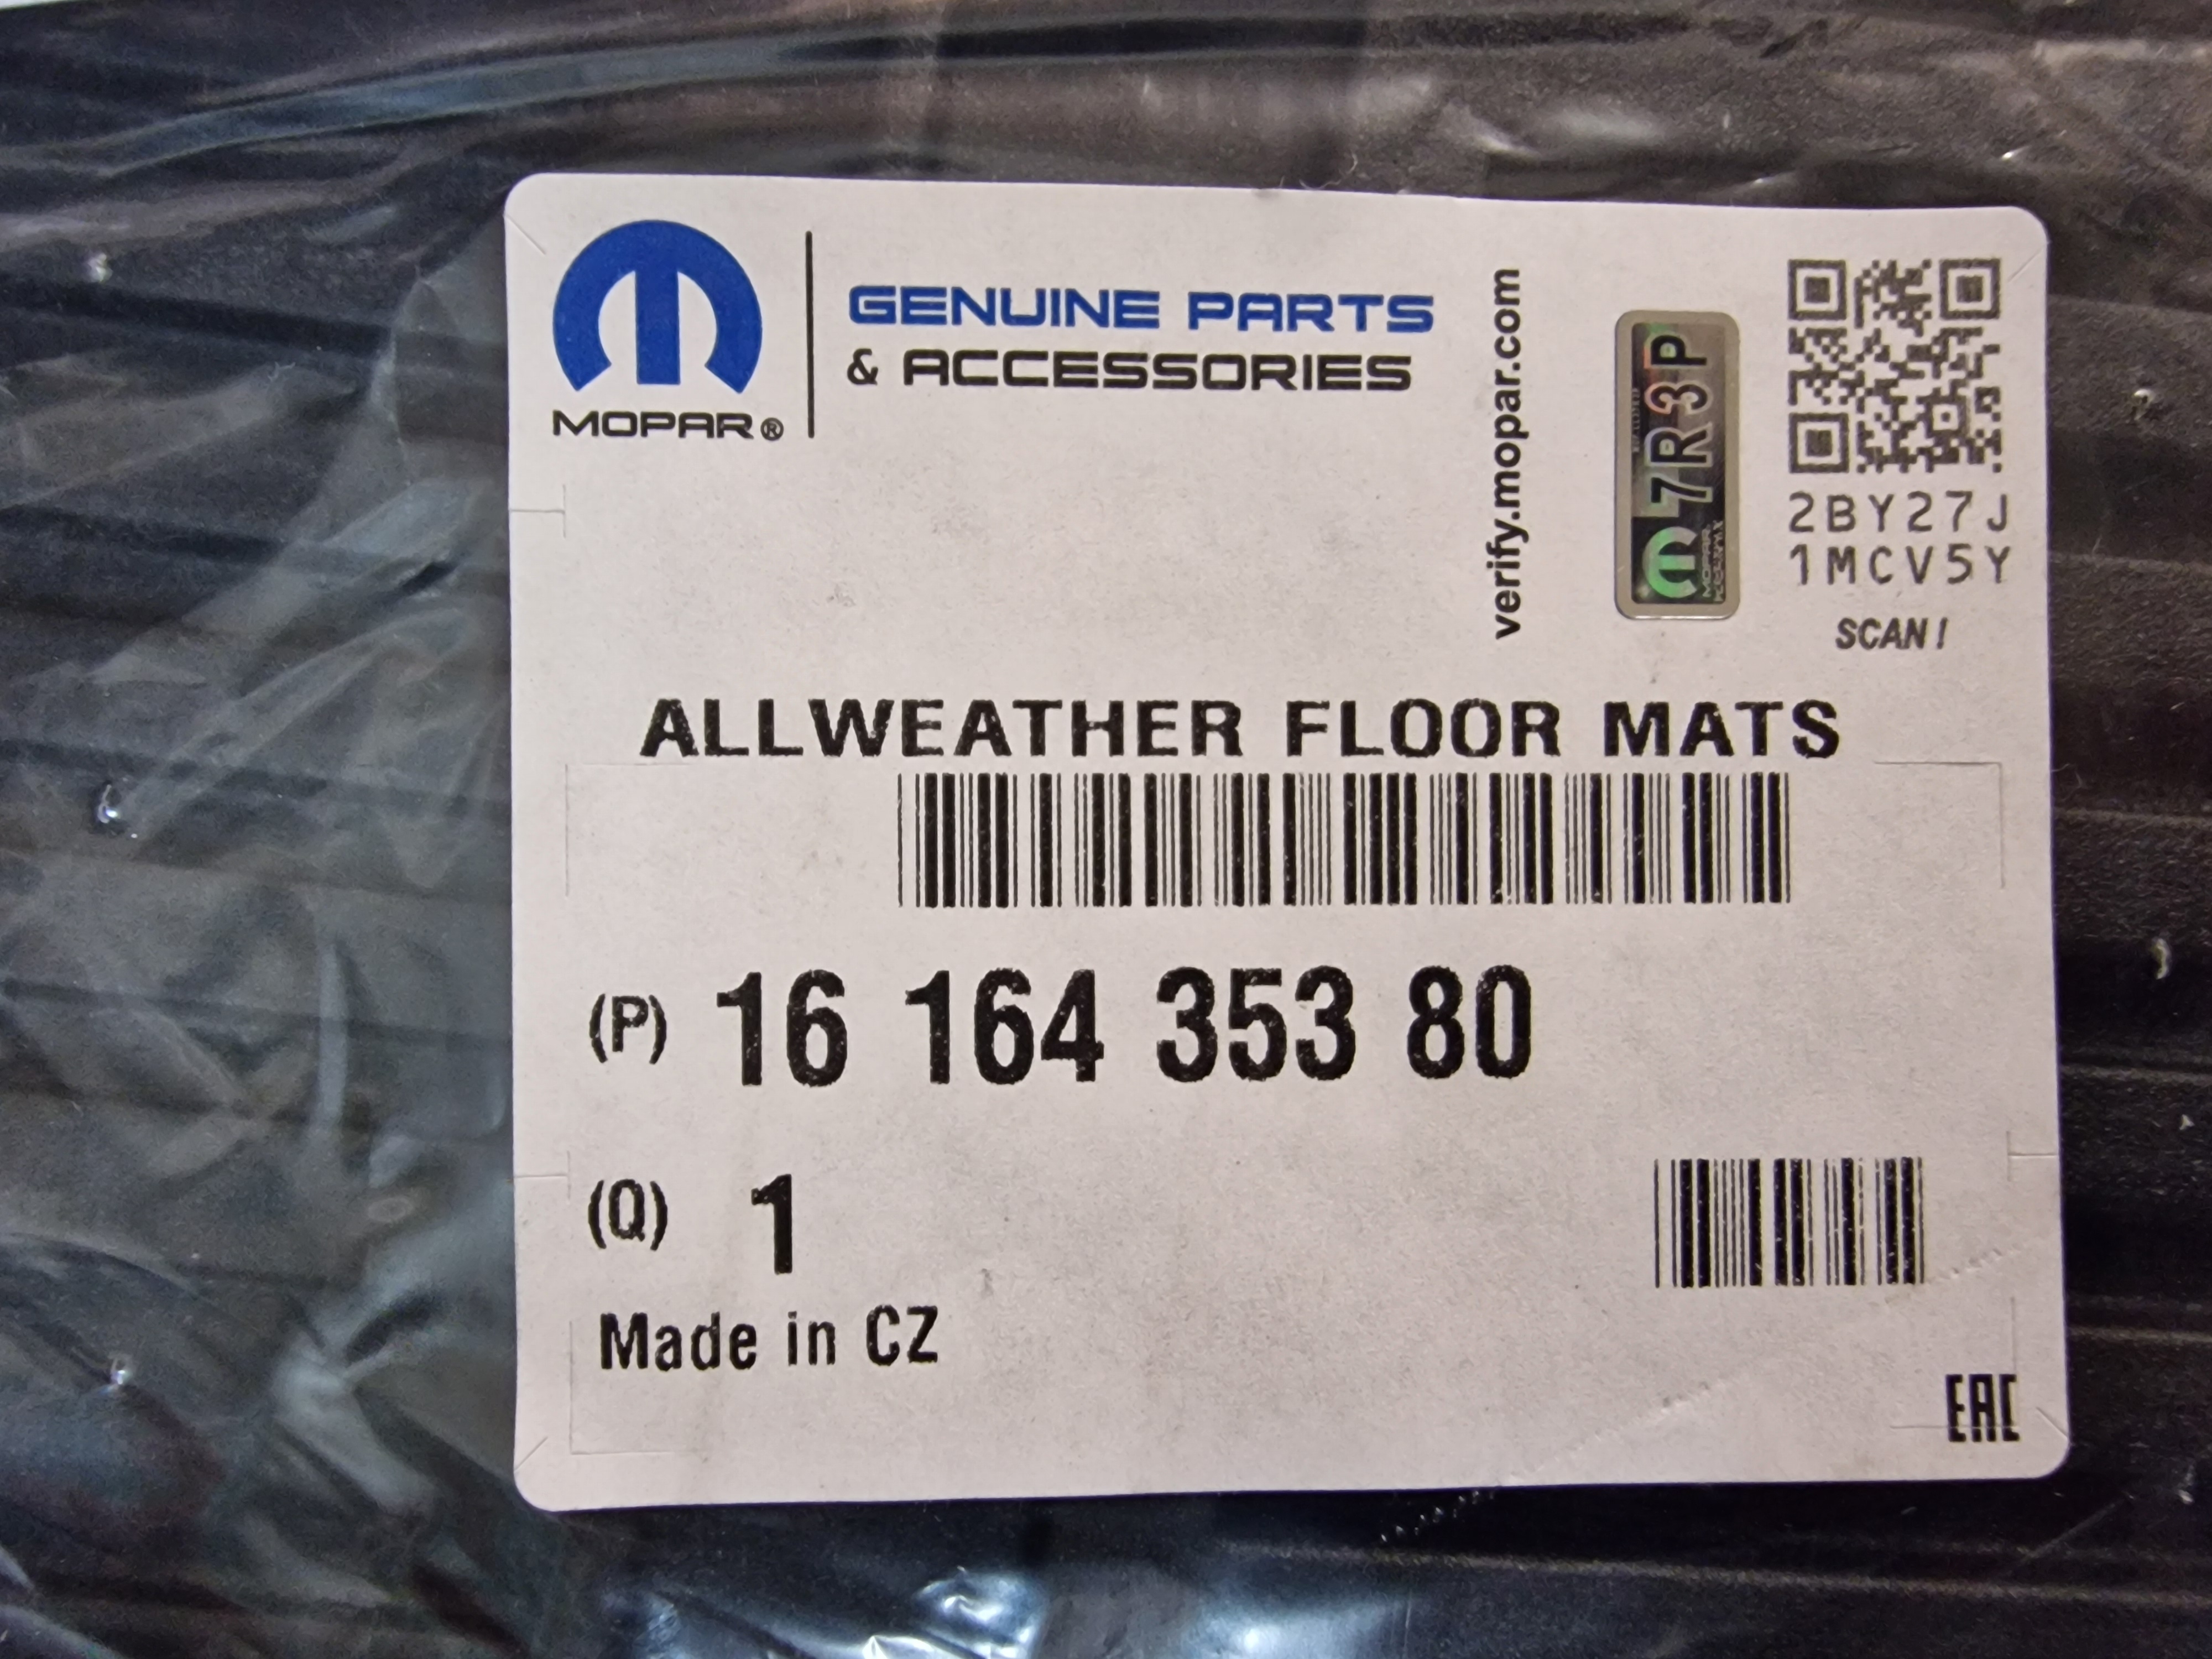 MOPAR®
GENUINE PARTS
& ACCESSORIES
verify.mopar.com
7R3P
2BY27J
1MCV5Y
SCAN!
ALLWEATHER FLOOR MATS
(P) 16 164 353 80
(Q) 1
Made in CZ
EAC